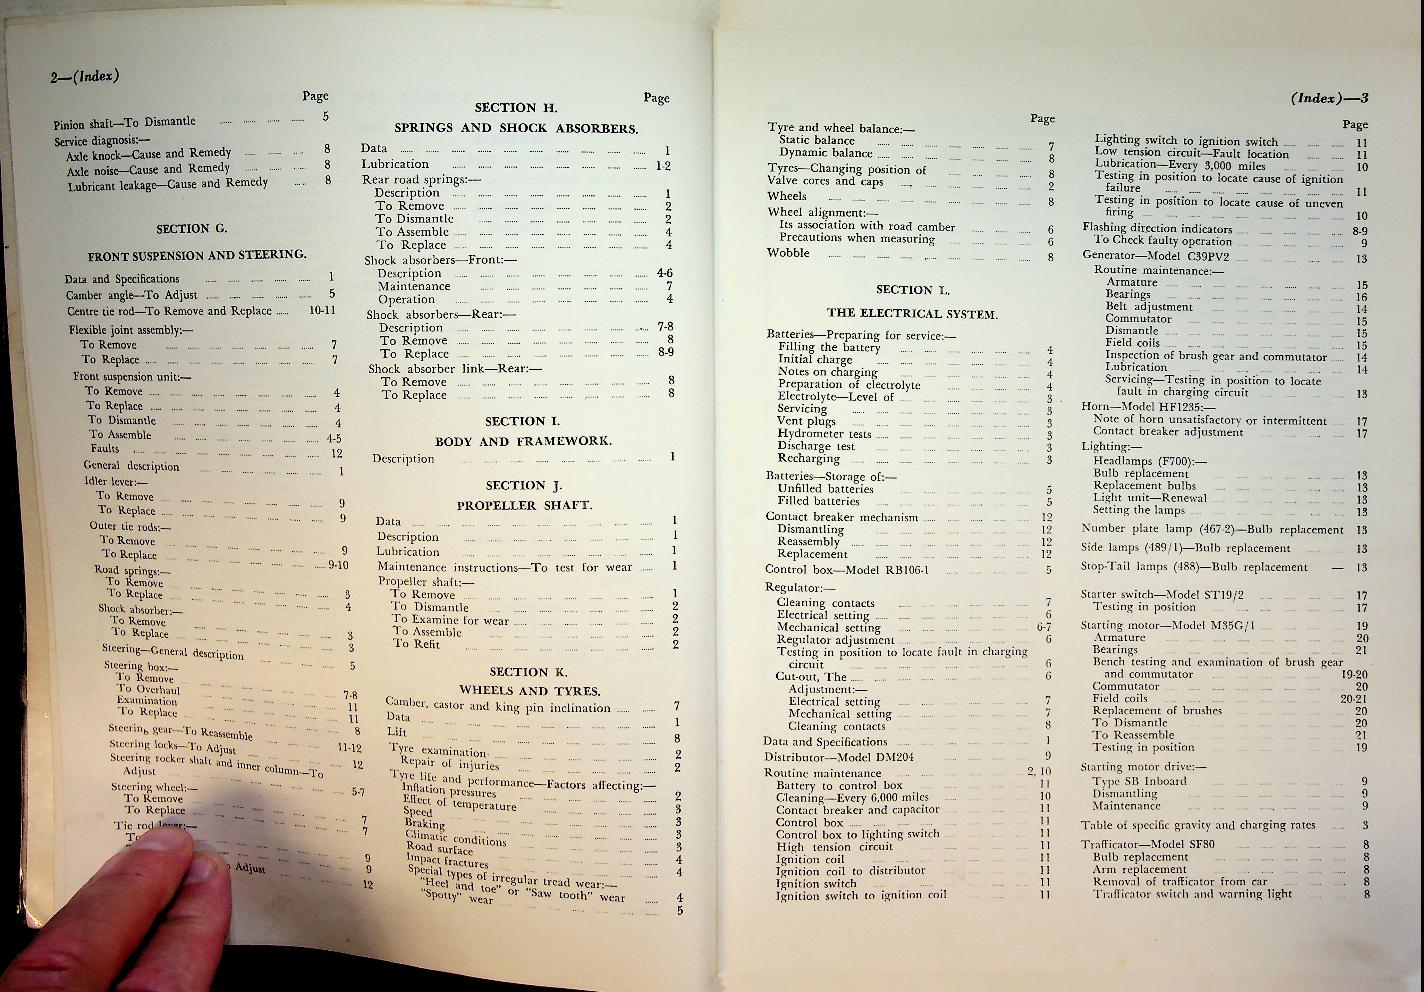 2—(Index)
Page
Pinion shaft—To Dismantle 5
Service diagnosis:—
Axle knock—Cause and Remedy 8
Axle noise—Cause and Remedy 8
Lubricant leakage—Cause and Remedy 8
SECTION G.
FRONT SUSPENSION AND STEERING.
Data and Specifications 1
Camber angle—To Adjust 5
Centre tie rod—To Remove and Replace 10-11
Flexible joint assembly:—
To Remove 7
To Replace 7
Front suspension unit:—
To Remove 4
To Replace 4
To Dismantle 4
To Assemble 4-5
Faults 12
General description 1
Idler lever:—
To Remove 9
To Replace 9
Outer tie rods:—
To Remove 9
To Replace 9-10
Road springs:—
To Remove 3
To Replace 4
Shock absorber:—
To Remove 3
To Replace 3
Steering—General description 5
Steering box:—
To Remove 7-8
To Overhaul 11
Examination 11
To Replace 8
Steering gear—To Reassemble 11-12
Steering locks—To Adjust 12
Steering rocker shaft and inner column—To
Adjust 5-7
Steering wheel:—
To Remove 7
To Replace 7
Tie rod lever:—
9
9
Adjust 12
Page
SECTION H.
SPRINGS AND SHOCK ABSORBERS.
Data 1
Lubrication 1-2
Rear road springs:—
Description 1
To Remove 2
To Dismantle 2
To Assemble 4
To Replace 4
Shock absorbers—Front:—
Description 4-6
Maintenance 7
Operation 4
Shock absorbers—Rear:—
Description 7-8
To Remove 8
To Replace 8-9
Shock absorber link—Rear:—
To Remove 8
To Replace 8
SECTION I.
BODY AND FRAMEWORK.
Description 1
SECTION J.
PROPELLER SHAFT.
Data 1
Description 1
Lubrication 1
Maintenance instructions—To test for wear 1
Propeller shaft:—
To Remove 1
To Dismantle 2
To Examine for wear 2
To Assemble 2
To Refit 2
SECTION K.
WHEELS AND TYRES.
Camber, castor and king pin inclination 7
Data 1
Lift 8
Tyre examination 2
Repair of injuries 2
Tyre life and performance—Factors affecting:—
Inflation pressures 2
Effect of temperature 3
Speed 3
Braking 3
Climatic conditions 3
Road surface 4
Impact fractures 4
Special types of irregular tread wear:—
"Heel and toe" or "Saw tooth" wear 4
"Spotty" wear 5
(Index)—3
Page
Tyre and wheel balance:—
Static balance 7
Dynamic balance 8
Tyres—Changing position of 8
Valve cores and caps 2
Wheels 8
Wheel alignment:—
Its association with road camber 6
Precautions when measuring 6
Wobble 8
SECTION L.
THE ELECTRICAL SYSTEM.
Batteries—Preparing for service:—
Filling the battery 4
Initial charge 4
Notes on charging 4
Preparation of electrolyte 4
Electrolyte—Level of 3
Servicing 3
Vent plugs 3
Hydrometer tests 3
Discharge test 3
Recharging 3
Batteries—Storage of:—
Unfilled batteries 5
Filled batteries 5
Contact breaker mechanism 12
Dismantling 12
Reassembly 12
Replacement 12
Control box—Model RB106-1 5
Regulator:—
Cleaning contacts 7
Electrical setting 6
Mechanical setting 6-7
Regulator adjustment 6
Testing in position to locate fault in charging
circuit 6
Cut-out, The 6
Adjustment:—
Electrical setting 7
Mechanical setting 7
Cleaning contacts 8
Data and Specifications 1
Distributor—Model DM204 9
Routine maintenance 2, 10
Battery to control box 11
Cleaning—Every 6,000 miles 10
Contact breaker and capacitor 11
Control box 11
Control box to lighting switch 11
High tension circuit 11
Ignition coil 11
Ignition coil to distributor 11
Ignition switch 11
Ignition switch to ignition coil 11
Page
Lighting switch to ignition switch 11
Low tension circuit—Fault location 11
Lubrication—Every 3,000 miles 10
Testing in position to locate cause of ignition
failure 11
Testing in position to locate cause of uneven
firing 10
Flashing direction indicators 8-9
To Check faulty operation 9
Generator—Model C39PV2 13
Routine maintenance:—
Armature 15
Bearings 16
Belt adjustment 14
Commutator 15
Dismantle 15
Field coils 15
Inspection of brush gear and commutator 14
Lubrication 14
Servicing—Testing in position to locate
fault in charging circuit 13
Horn—Model HF1235:—
Note of horn unsatisfactory or intermittent 17
Contact breaker adjustment 17
Lighting:—
Headlamps (F700):—
Bulb replacement 13
Replacement bulbs 13
Light unit—Renewal 13
Setting the lamps 13
Number plate lamp (467-2)—Bulb replacement 13
Side lamps (489/1)—Bulb replacement 13
Stop-Tail lamps (488)—Bulb replacement — 13
Starter switch—Model ST19/2 17
Testing in position 17
Starting motor—Model M35G/1 19
Armature 20
Bearings 21
Bench testing and examination of brush gear
and commutator 19-20
Commutator 20
Field coils 20-21
Replacement of brushes 20
To Dismantle 20
To Reassemble 21
Testing in position 19
Starting motor drive:—
Type SB Inboard 9
Dismantling 9
Maintenance 9
Table of specific gravity and charging rates 3
Trafficator—Model SF80 8
Bulb replacement 8
Arm replacement 8
Removal of trafficator from car 8
Trafficator switch and warning light 8